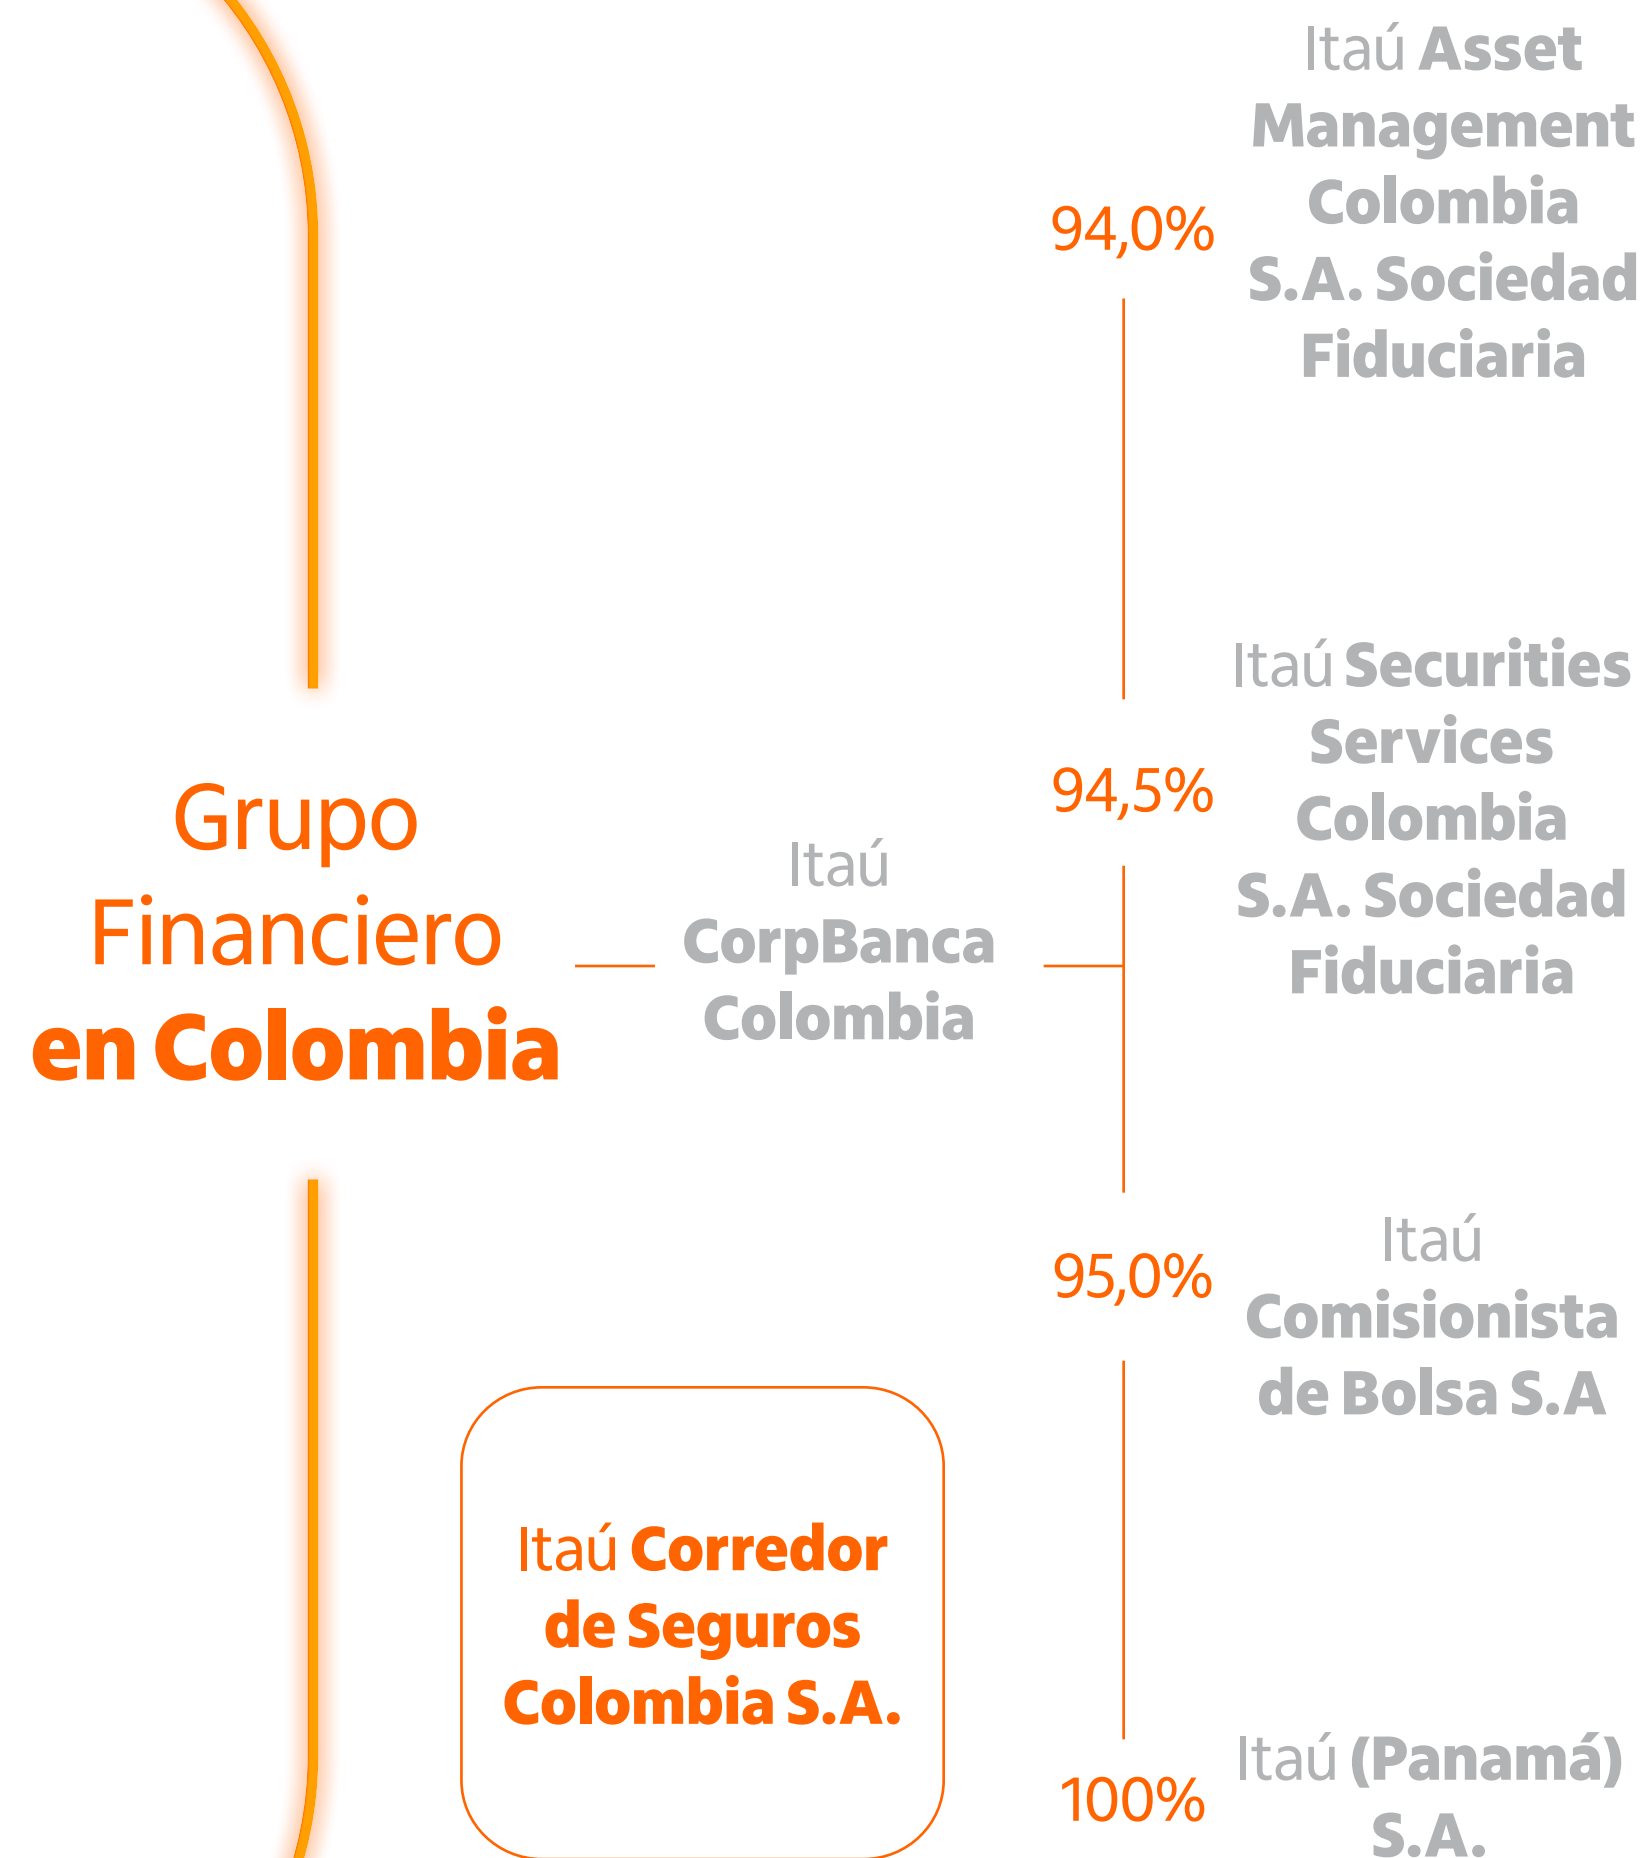 Grupo
Financiero
en Colombia
Itaú
CorpBanca
Colombia
94,0%
Itaú Asset
Management
Colombia
S.A. Sociedad
Fiduciaria
94,5%
Itaú Securities
Services
Colombia
S.A. Sociedad
Fiduciaria
95,0%
Itaú
Comisionista
de Bolsa S.A
100%
Itaú (Panamá)
S.A.
Itaú Corredor
de Seguros
Colombia S.A.